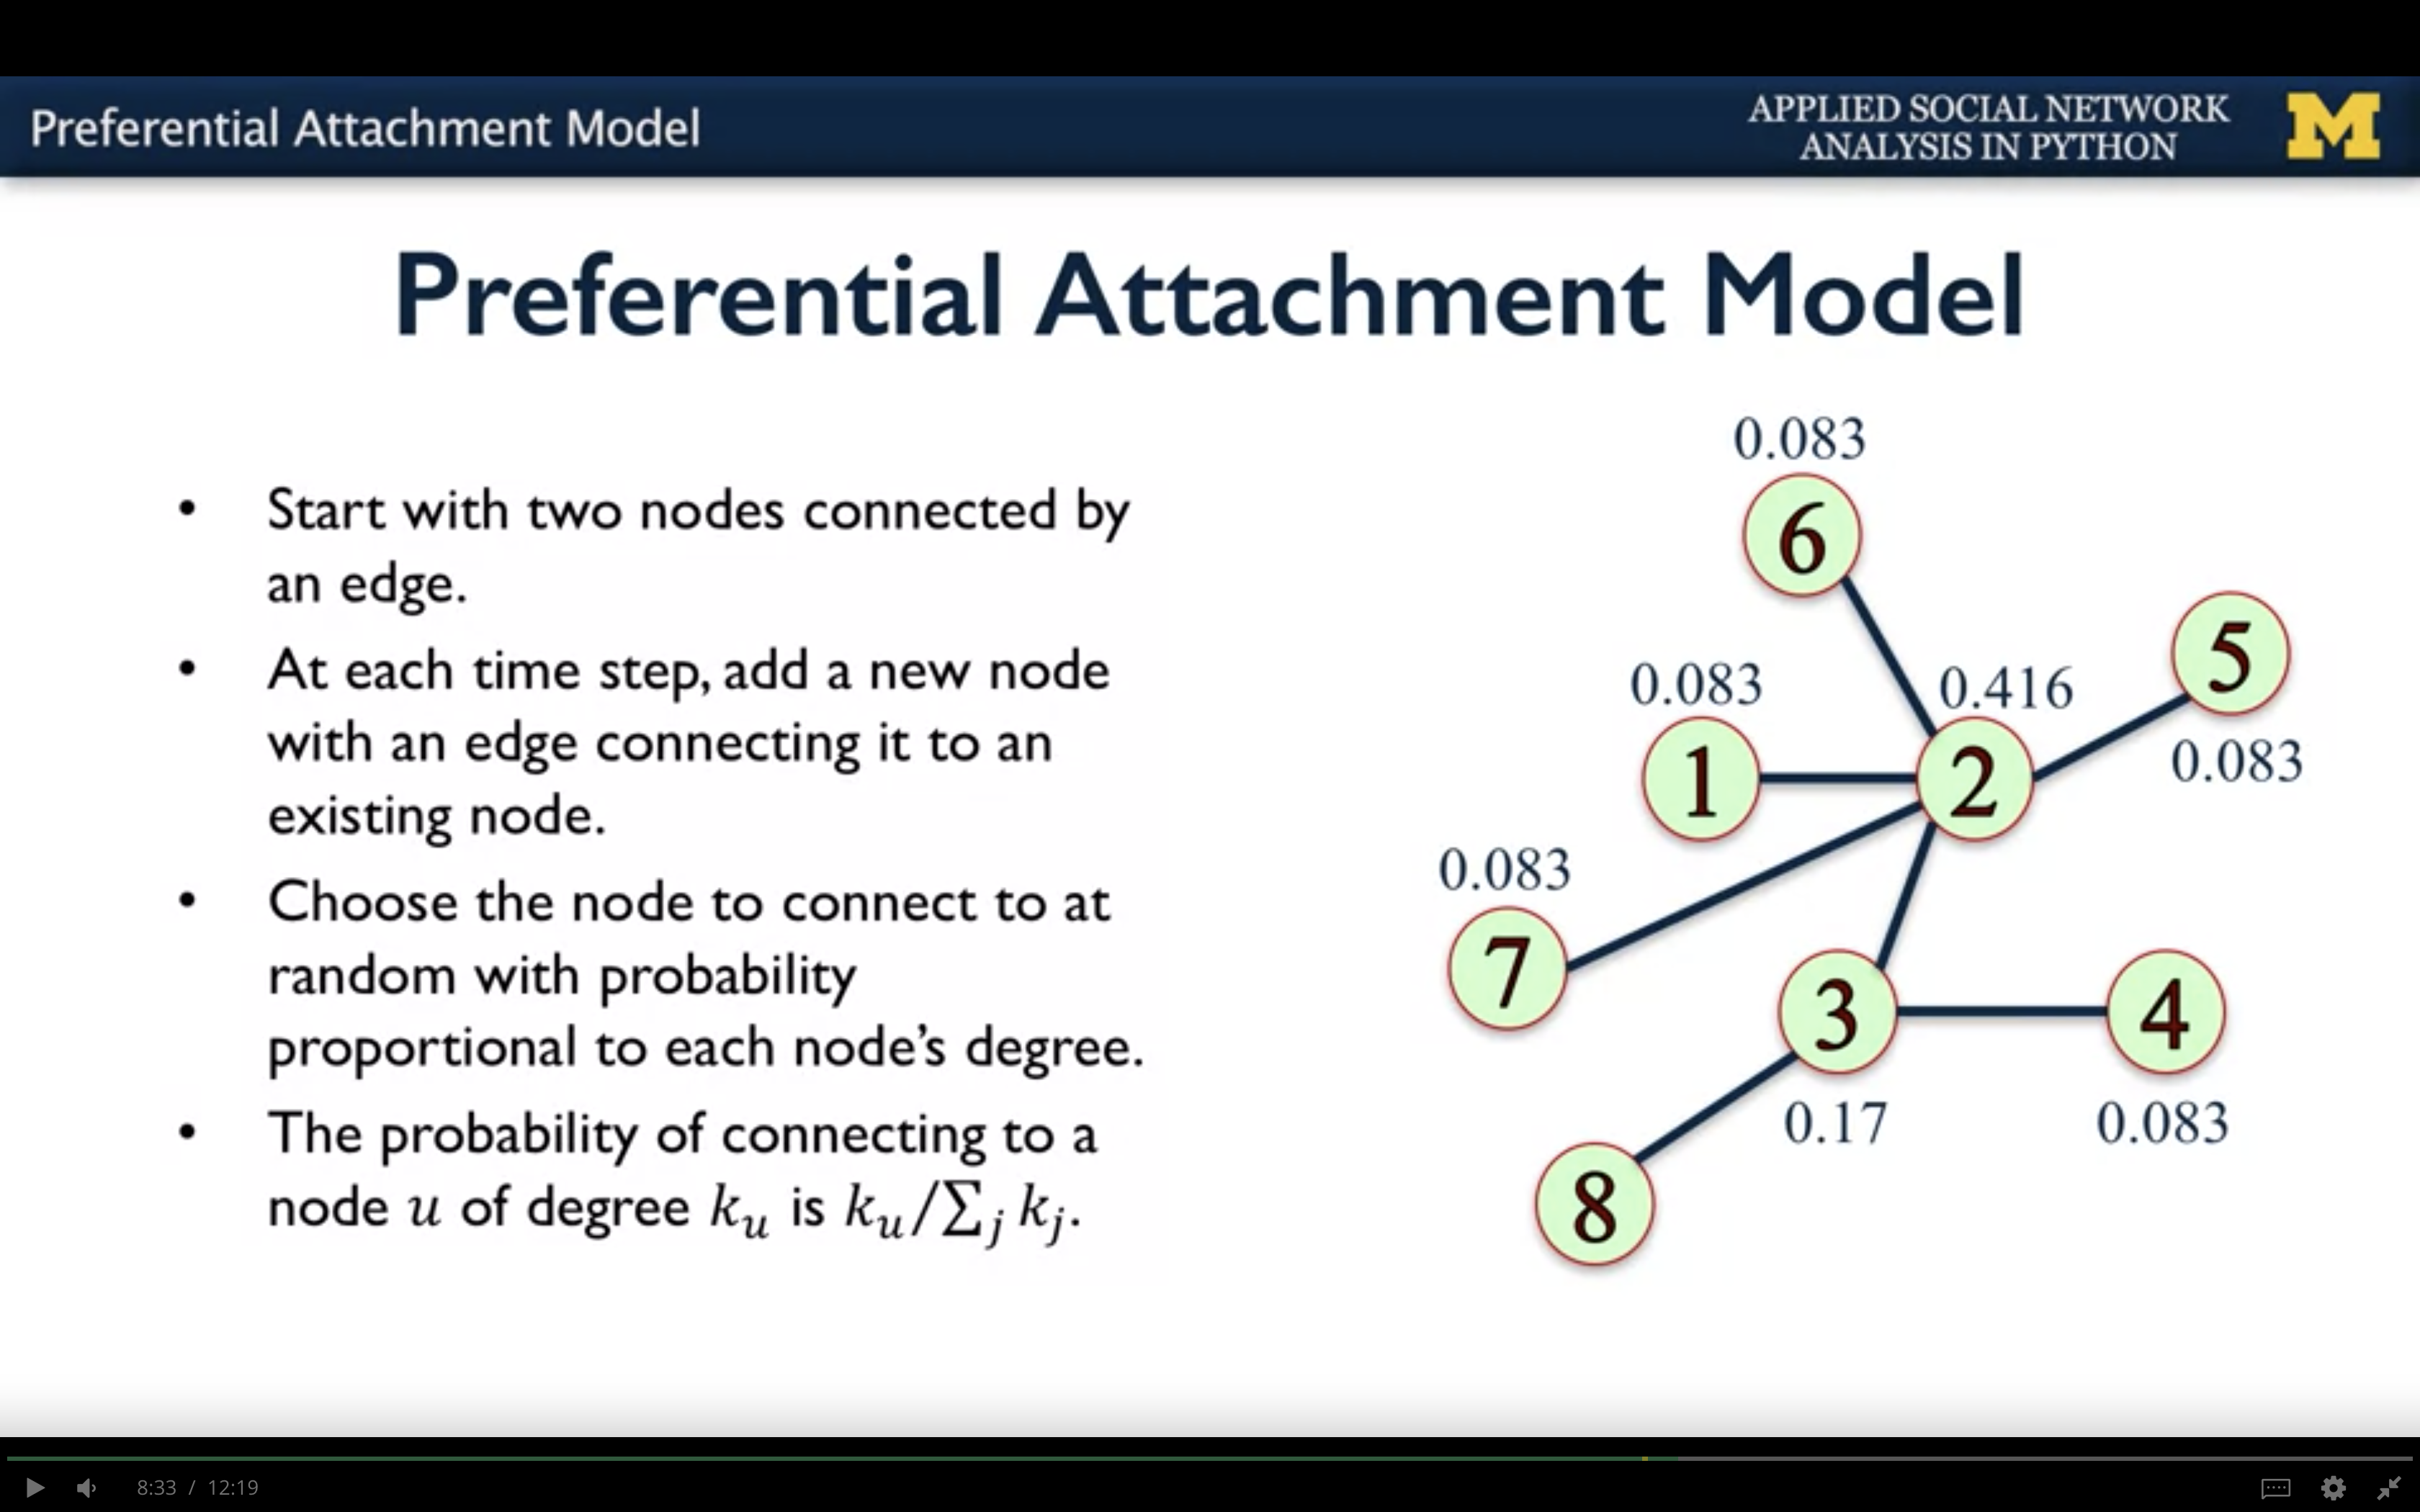 Preferential Attachment Model
APPLIED SOCIAL NETWORK
ANALYSIS IN PYTHON
M
Preferential Attachment Model
• Start with two nodes connected by
an edge.
• At each time step, add a new node
with an edge connecting it to an
existing node.
• Choose the node to connect to at
random with probability
proportional to each node's degree.
• The probability of connecting to a
node u of degree kᵤ is kᵤ/∑ⱼ kⱼ.
0.083
6
5
0.083
0.416
1
2
0.083
0.083
7
3
4
0.17
0.083
8
8:33 / 12:19